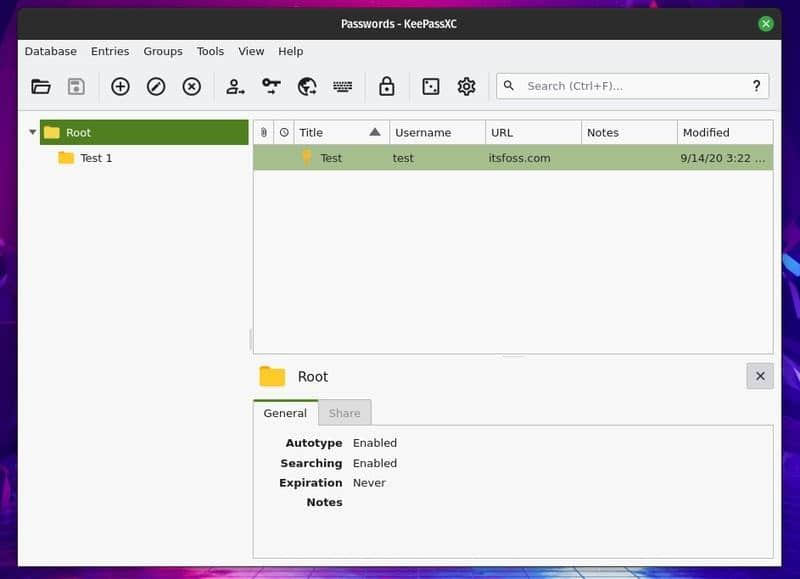 Passwords - KeePassXC
Database Entries Groups Tools View Help
Search (Ctrl+F)... ?
Root
Test 1
Title Username URL Notes Modified
Test test itsfoss.com 9/14/20 3:22 ...
Root
General Share
Autotype Enabled
Searching Enabled
Expiration Never
Notes